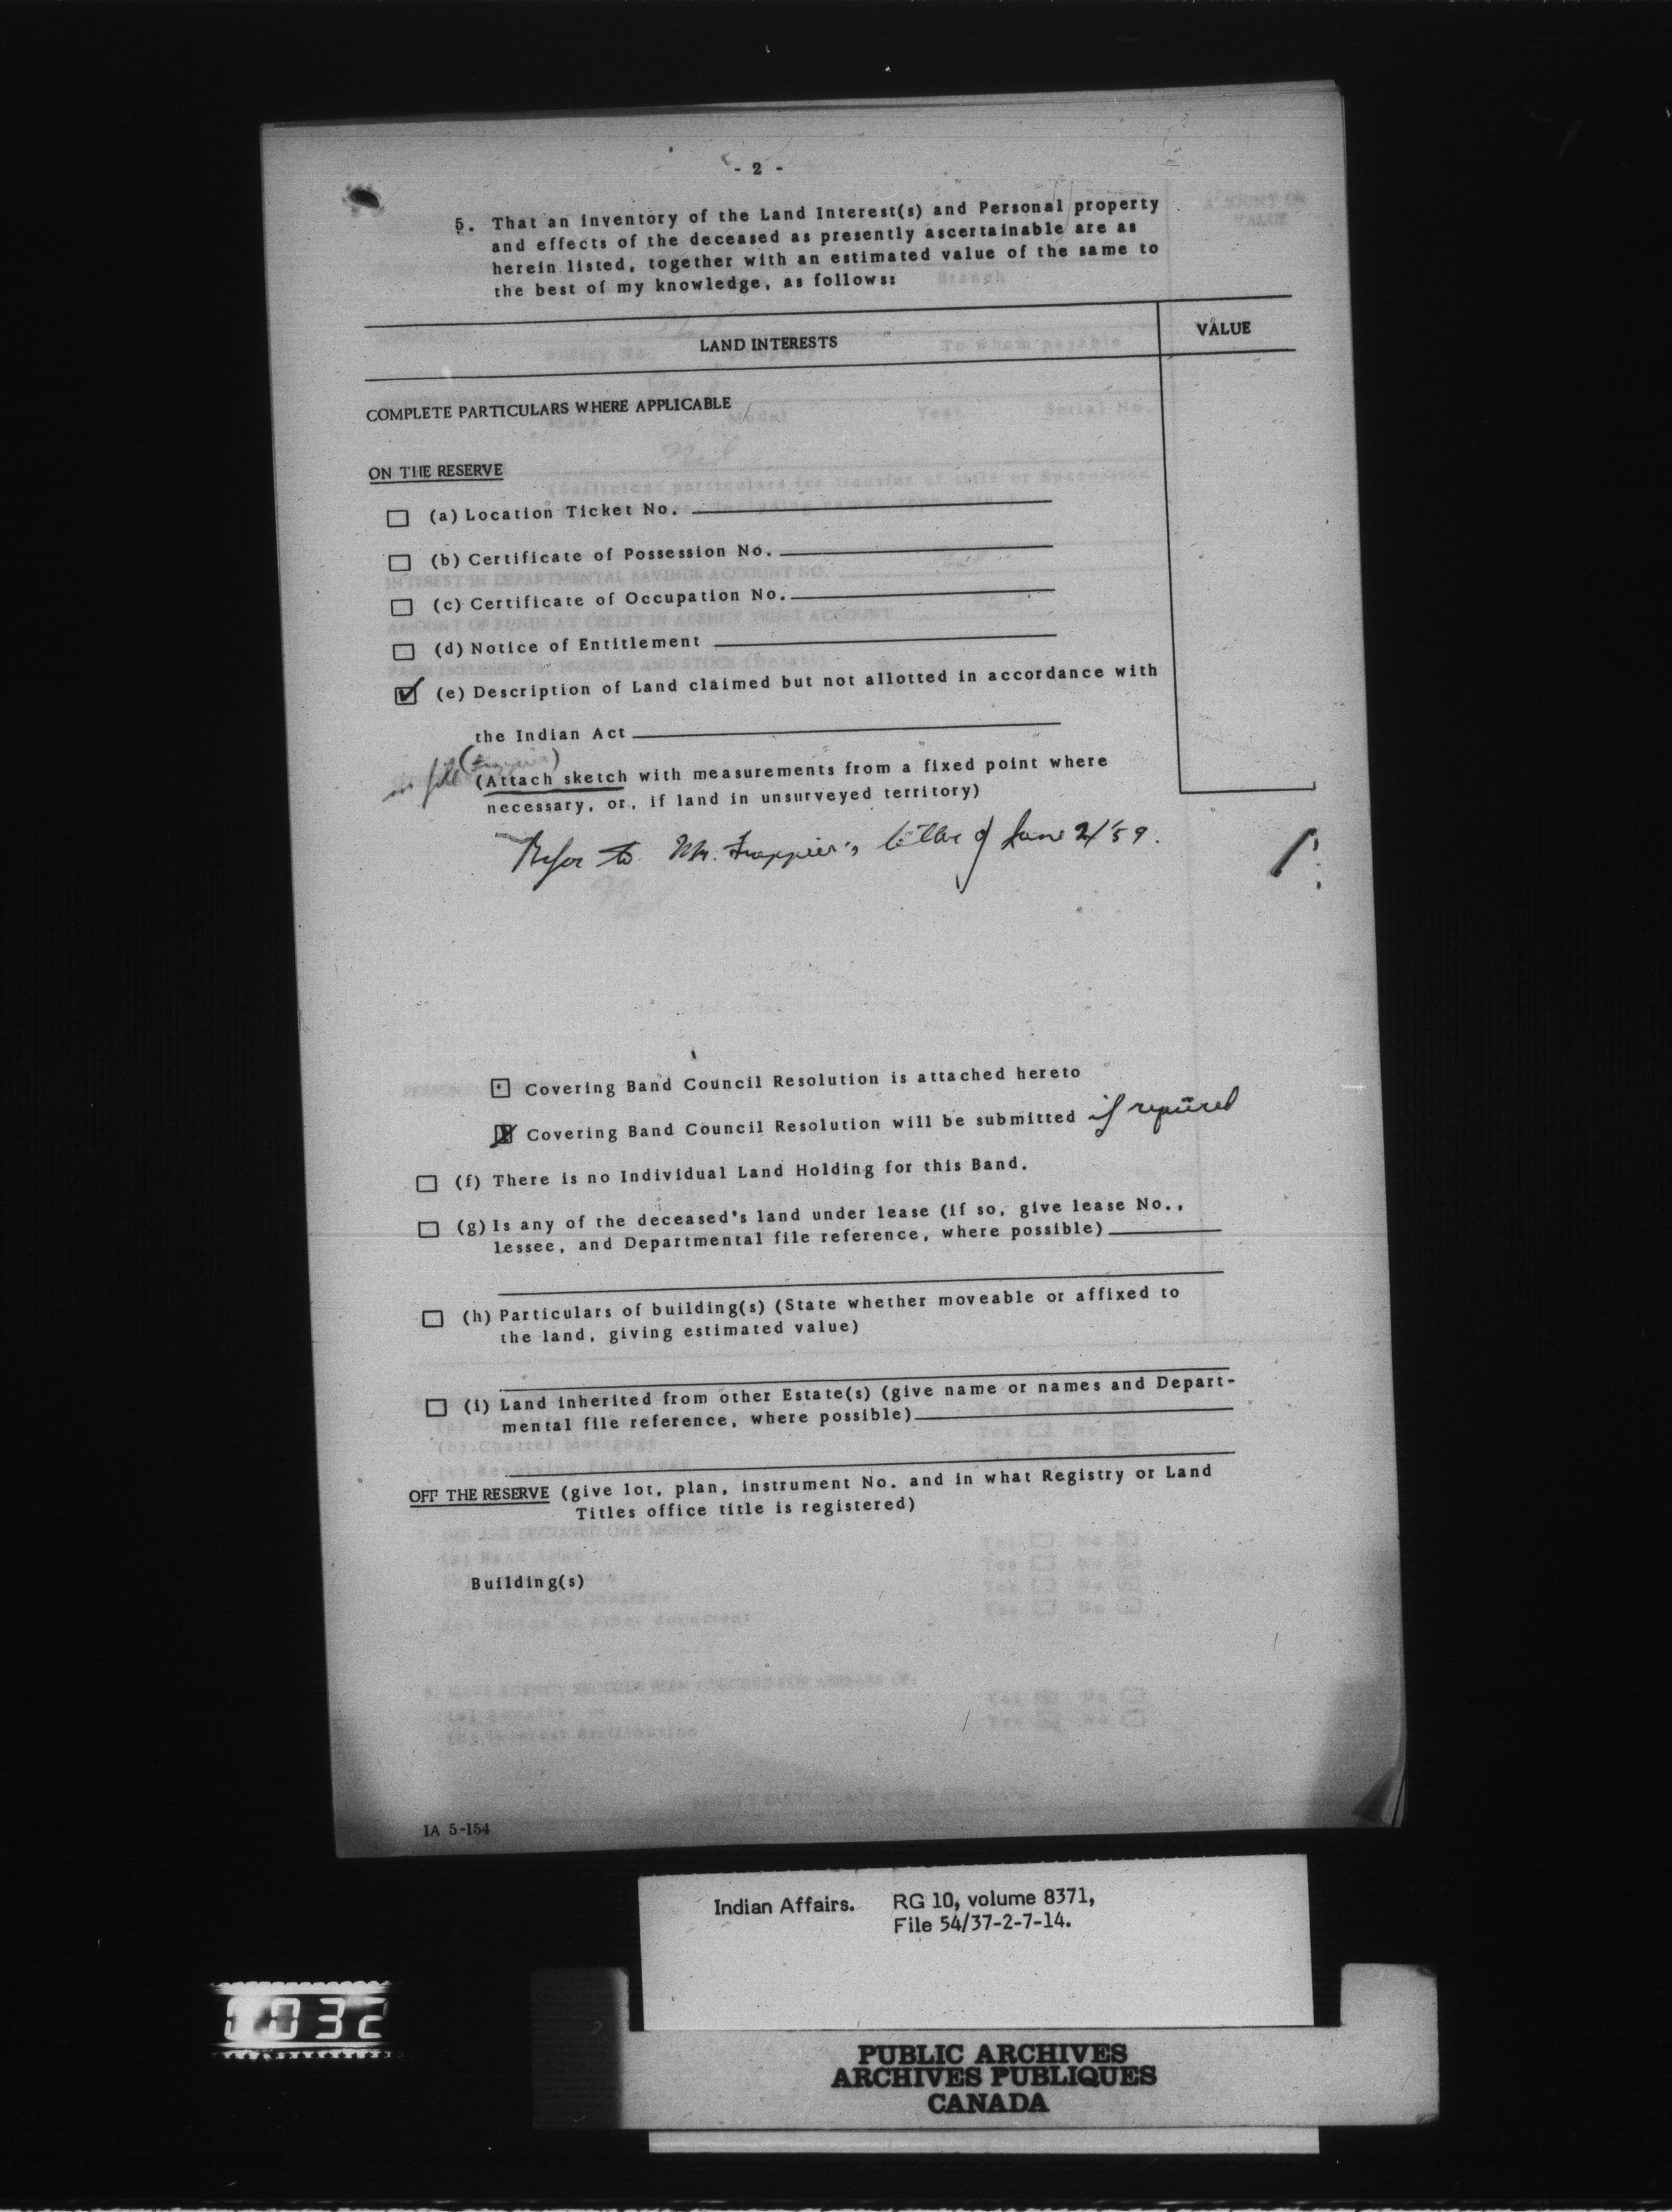 - 2 -
5. That an inventory of the Land Interest(s) and Personal property
and effects of the deceased as presently ascertainable are as
herein listed, together with an estimated value of the same to
the best of my knowledge, as follows:
LAND INTERESTS
VALUE
COMPLETE PARTICULARS WHERE APPLICABLE
ON THE RESERVE
(a) Location Ticket No.
(b) Certificate of Possession No.
(c) Certificate of Occupation No.
(d) Notice of Entitlement
(e) Description of Land claimed but not allotted in accordance with
the Indian Act
in file
(Attach sketch with measurements from a fixed point where
necessary, or, if land in unsurveyed territory)
Refer to Mr. Frappier's letter of June 2/59.
Covering Band Council Resolution is attached hereto
Covering Band Council Resolution will be submitted if required
(f) There is no Individual Land Holding for this Band.
(g) Is any of the deceased's land under lease (if so, give lease No.,
lessee, and Departmental file reference, where possible)
(h) Particulars of building(s) (State whether moveable or affixed to
the land, giving estimated value)
(i) Land inherited from other Estate(s) (give name or names and Depart-
mental file reference, where possible)
OFF THE RESERVE (give lot, plan, instrument No. and in what Registry or Land
Titles office title is registered)
Building(s)
IA 5-154
Indian Affairs. RG 10, volume 8371,
File 54/37-2-7-14.
0032
PUBLIC ARCHIVES
ARCHIVES PUBLIQUES
CANADA